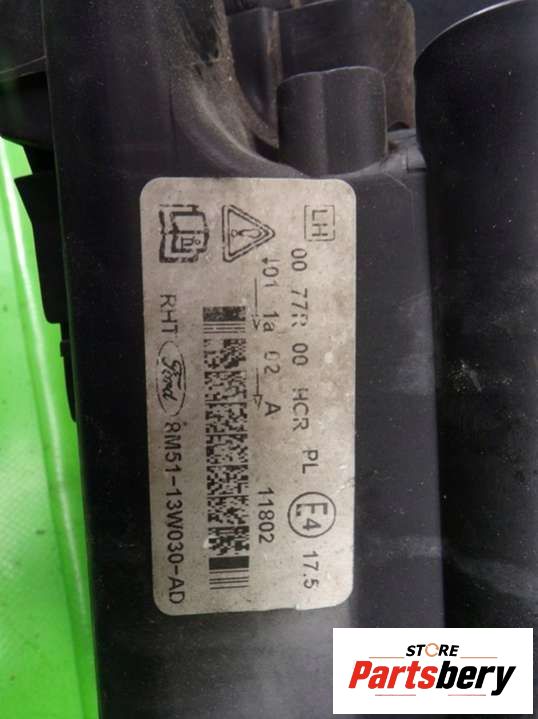 LH
00 77R 00 HCR PL E4 17.5
01 1a 02 A
11802
RHT Ford 8M51-13W030-AD
STORE
Partsbery